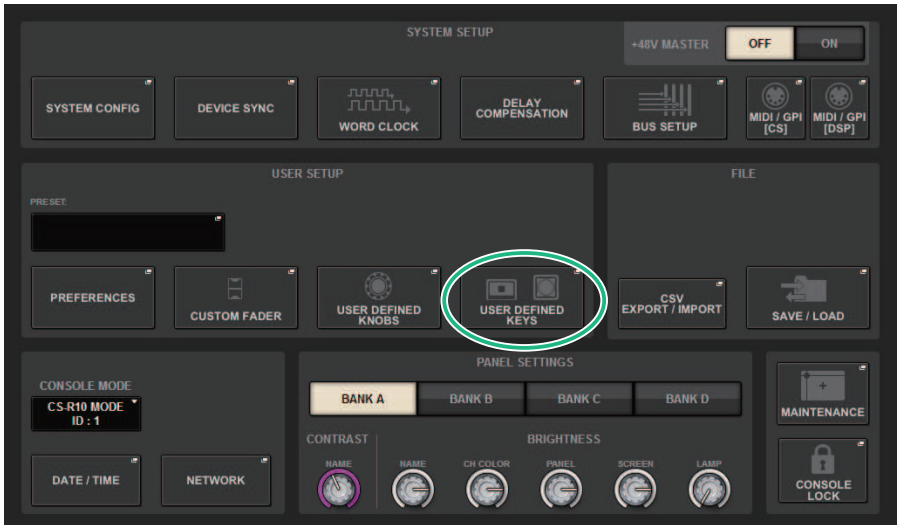 SYSTEM SETUP
+48V MASTER
OFF
ON
SYSTEM CONFIG
DEVICE SYNC
WORD CLOCK
DELAY
COMPENSATION
BUS SETUP
MIDI / GPI
[CS]
MIDI / GPI
[DSP]
USER SETUP
PRESET:
PREFERENCES
CUSTOM FADER
USER DEFINED
KNOBS
USER DEFINED
KEYS
FILE
CSV
EXPORT / IMPORT
SAVE / LOAD
CONSOLE MODE
CS-R10 MODE
ID : 1
DATE / TIME
NETWORK
PANEL SETTINGS
BANK A
BANK B
BANK C
BANK D
CONTRAST
BRIGHTNESS
NAME
NAME
CH COLOR
PANEL
SCREEN
LAMP
MAINTENANCE
CONSOLE
LOCK